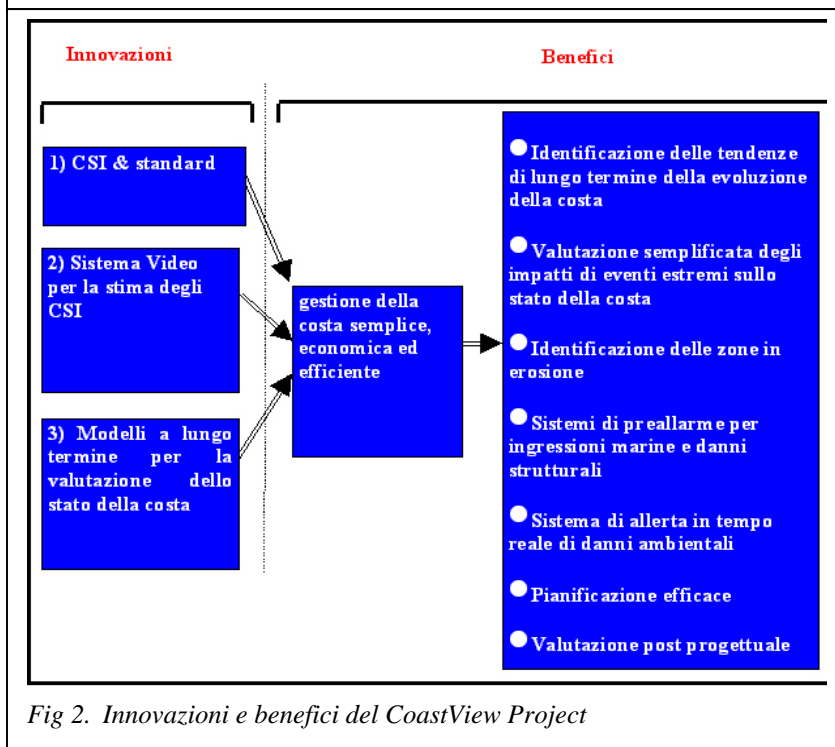 Innovazioni
Benefici
1) CSI & standard
2) Sistema Video
per la stima degli
CSI
3) Modelli a lungo
termine per la
valutazione dello
stato della costa
gestione della
costa semplice,
economica ed
efficiente
Identificazione delle tendenze
di lungo termine della evoluzione
della costa
Valutazione semplificata degli
impatti di eventi estremi sullo
stato della costa
Identificazione delle zone in
erosione
Sistemi di preallarme per
ingressioni marine e danni
strutturali
Sistema di allerta in tempo
reale di danni ambientali
Pianificazione efficace
Valutazione post progettuale
Fig 2. Innovazioni e benefici del CoastView Project